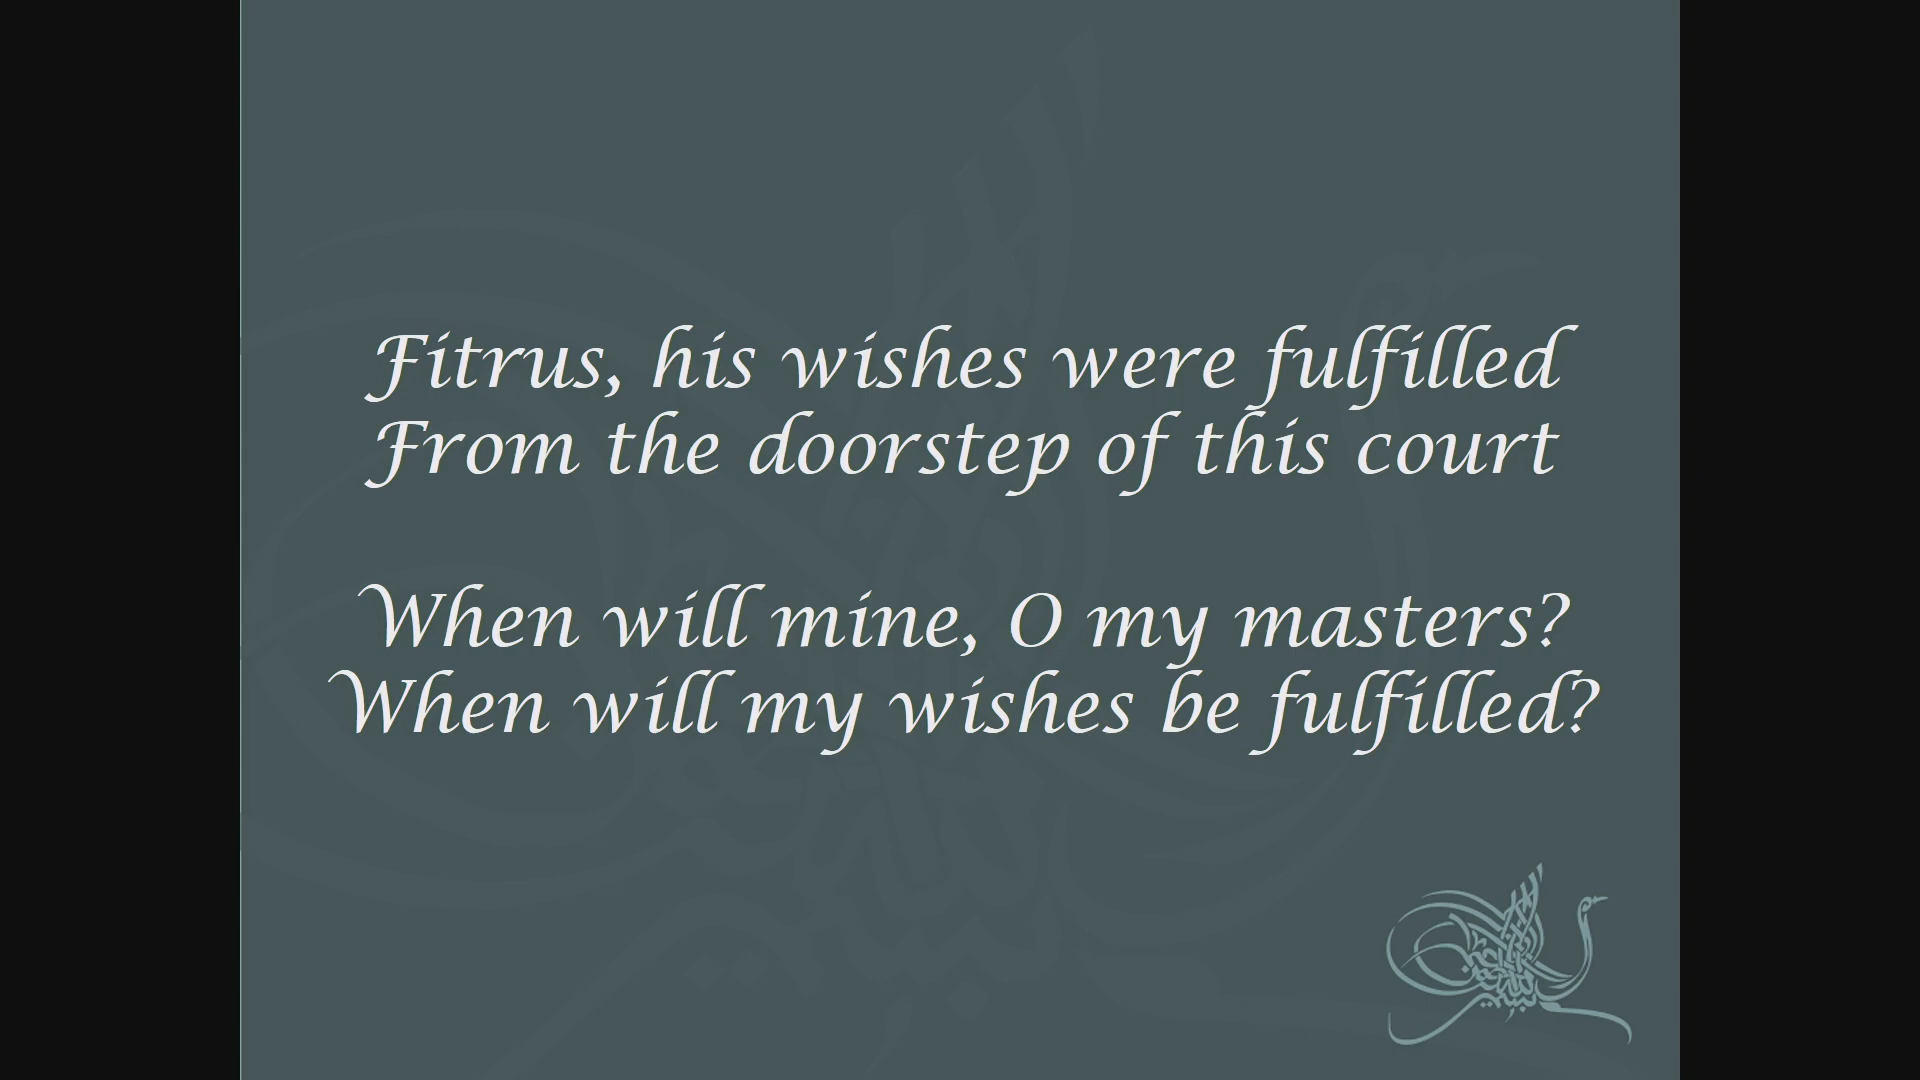 Fitrus, his wishes were fulfilled
From the doorstep of this court
When will mine, O my masters?
When will my wishes be fulfilled?